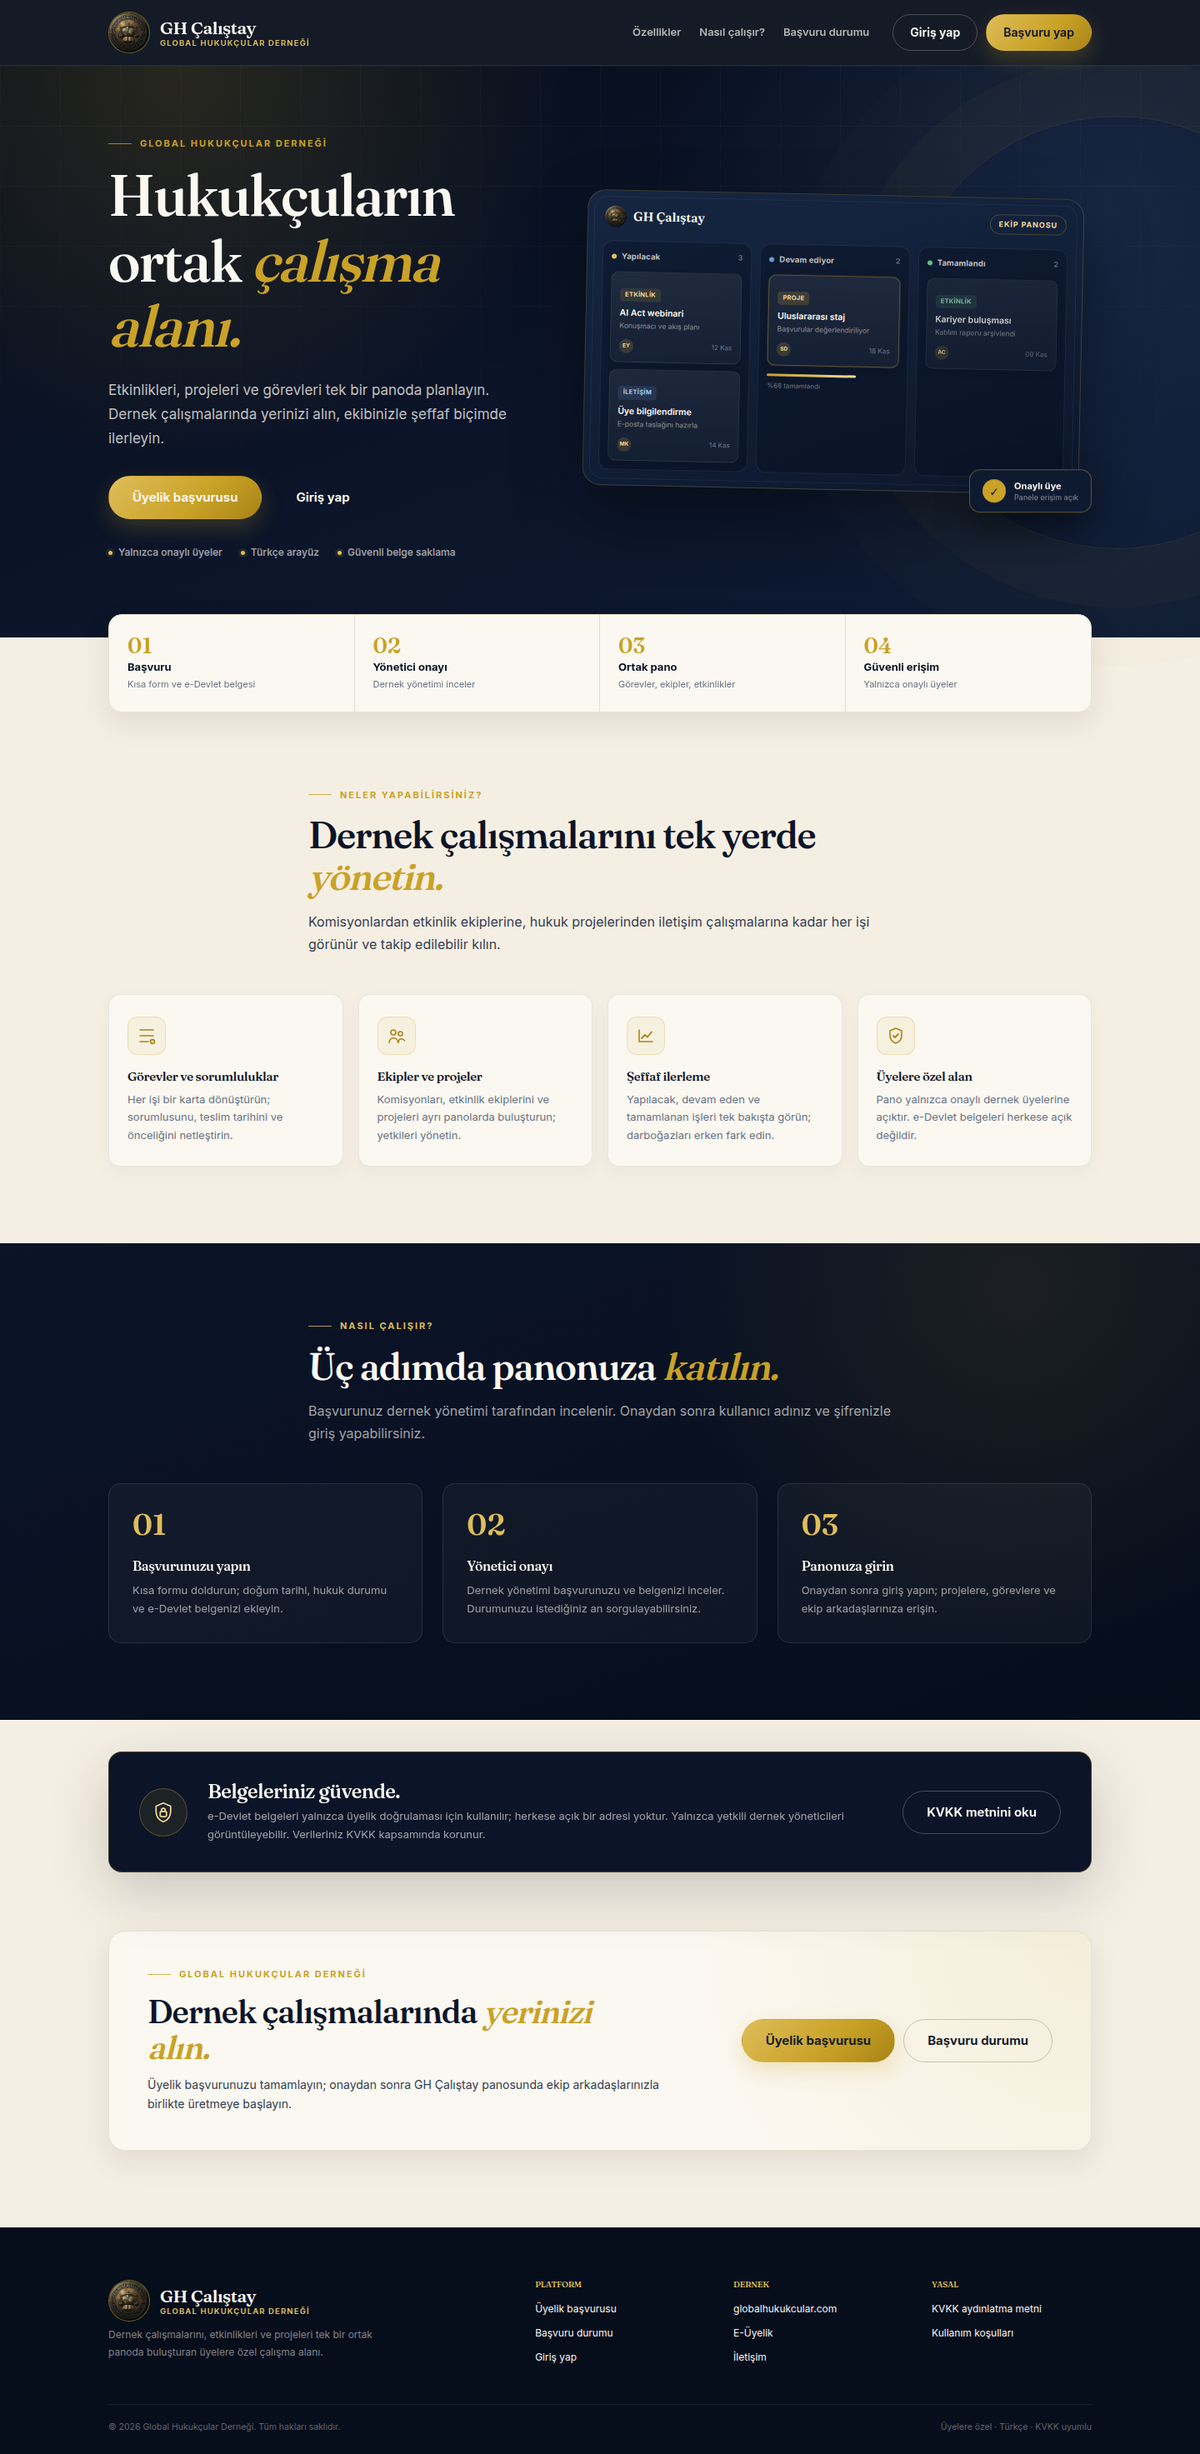 GH Çalıştay
GLOBAL HUKUKÇULAR DERNEĞİ
Özellikler
Nasıl çalışır?
Başvuru durumu
Giriş yap
Başvuru yap
GLOBAL HUKUKÇULAR DERNEĞİ
Hukukçuların
ortak çalışma
alanı.
Etkinlikleri, projeleri ve görevleri tek bir panoda planlayın.
Dernek çalışmalarında yerinizi alın, ekibinizle şeffaf biçimde
ilerleyin.
Üyelik başvurusu
Giriş yap
Yalnızca onaylı üyeler
Türkçe arayüz
Güvenli belge saklama
GH Çalıştay
EKİP PANOSU
Yapılacak 3
ETKİNLİK
AI Act webinari
Konuşmacı ve akış planı
EY 12 Kas
İLETİŞİM
Üye bilgilendirme
E-posta taslağını hazırla
MK 14 Kas
Devam ediyor 2
PROJE
Uluslararası staj
Başvurular değerlendiriliyor
SD 18 Kas
%68 tamamlandı
Tamamlandı 2
ETKİNLİK
Kariyer buluşması
Katılım raporu arşivlendi
AC 09 Kas
✓ Onaylı üye
Panele erişim açık
01
Başvuru
Kısa form ve e-Devlet belgesi
02
Yönetici onayı
Dernek yönetimi inceler
03
Ortak pano
Görevler, ekipler, etkinlikler
04
Güvenli erişim
Yalnızca onaylı üyeler
NELER YAPABİLİRSİNİZ?
Dernek çalışmalarını tek yerde
yönetin.
Komisyonlardan etkinlik ekiplerine, hukuk projelerinden iletişim çalışmalarına kadar her işi
görünür ve takip edilebilir kılın.
Görevler ve sorumluluklar
Her işi bir karta dönüştürün;
sorumlusunu, teslim tarihini ve
önceliğini netleştirin.
Ekipler ve projeler
Komisyonları, etkinlik ekiplerini ve
projeleri ayrı panolarda buluşturun;
yetkileri yönetin.
Şeffaf ilerleme
Yapılacak, devam eden ve
tamamlanan işleri tek bakışta görün;
darboğazları erken fark edin.
Üyelere özel alan
Pano yalnızca onaylı dernek üyelerine
açıktır. e-Devlet belgeleri herkese açık
değildir.
NASIL ÇALIŞIR?
Üç adımda panonuza katılın.
Başvurunuz dernek yönetimi tarafından incelenir. Onaydan sonra kullanıcı adınız ve şifrenizle
giriş yapabilirsiniz.
01
Başvurunuzu yapın
Kısa formu doldurun; doğum tarihi, hukuk durumu
ve e-Devlet belgenizi ekleyin.
02
Yönetici onayı
Dernek yönetimi başvurunuzu ve belgenizi inceler.
Durumunuzu istediğiniz an sorgulayabilirsiniz.
03
Panonuza girin
Onaydan sonra giriş yapın; projelere, görevlere ve
ekip arkadaşlarınıza erişin.
Belgeleriniz güvende.
e-Devlet belgeleri yalnızca üyelik doğrulaması için kullanılır; herkese açık bir adresi yoktur. Yalnızca yetkili dernek yöneticileri
görüntüleyebilir. Verileriniz KVKK kapsamında korunur.
KVKK metnini oku
GLOBAL HUKUKÇULAR DERNEĞİ
Dernek çalışmalarında yerinizi
alın.
Üyelik başvurunuzu tamamlayın; onaydan sonra GH Çalıştay panosunda ekip arkadaşlarınızla
birlikte üretmeye başlayın.
Üyelik başvurusu
Başvuru durumu
GH Çalıştay
GLOBAL HUKUKÇULAR DERNEĞİ
Dernek çalışmalarını, etkinlikleri ve projeleri tek bir ortak
panoda buluşturan üyelere özel çalışma alanı.
PLATFORM
Üyelik başvurusu
Başvuru durumu
Giriş yap
DERNEK
globalhukukcular.com
E-Üyelik
İletişim
YASAL
KVKK aydınlatma metni
Kullanım koşulları
© 2026 Global Hukukçular Derneği. Tüm hakları saklıdır.
Üyelere özel · Türkçe · KVKK uyumlu